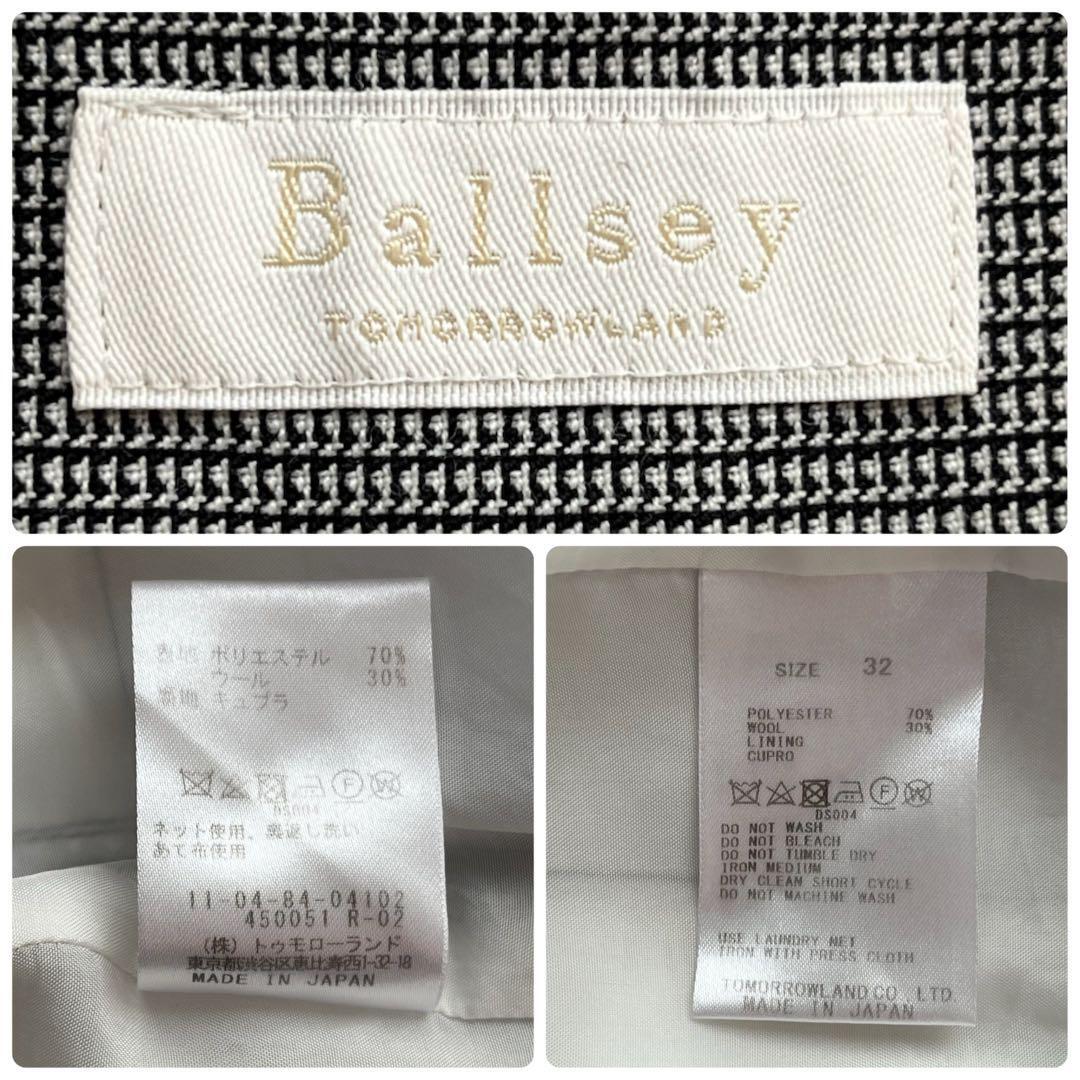 Ballsey
TOMORROWLAND
表地 ポリエステル 70%
ウール 30%
裏地 キュプラ
F W
DS004
ネット使用、裏返し洗い
あて布使用
11-04-84-04102
450051 R-02
(株) トゥモローランド
東京都渋谷区恵比寿西1-32-18
MADE IN JAPAN
SIZE 32
POLYESTER 70%
WOOL 30%
LINING
CUPRO
F W
DS004
DO NOT WASH
DO NOT BLEACH
DO NOT TUMBLE DRY
IRON MEDIUM
DRY CLEAN SHORT CYCLE
DO NOT MACHINE WASH
USE LAUNDRY NET
IRON WITH PRESS CLOTH
TOMORROWLAND CO., LTD.
MADE IN JAPAN